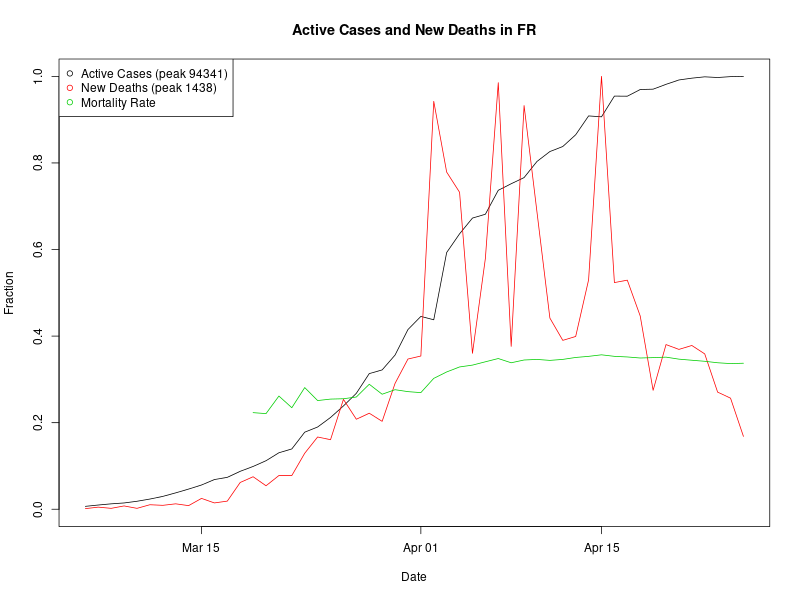 Active Cases and New Deaths in FR
Active Cases (peak 94341)
New Deaths (peak 1438)
Mortality Rate
Fraction
0.0
0.2
0.4
0.6
0.8
1.0
Mar 15
Apr 01
Apr 15
Date